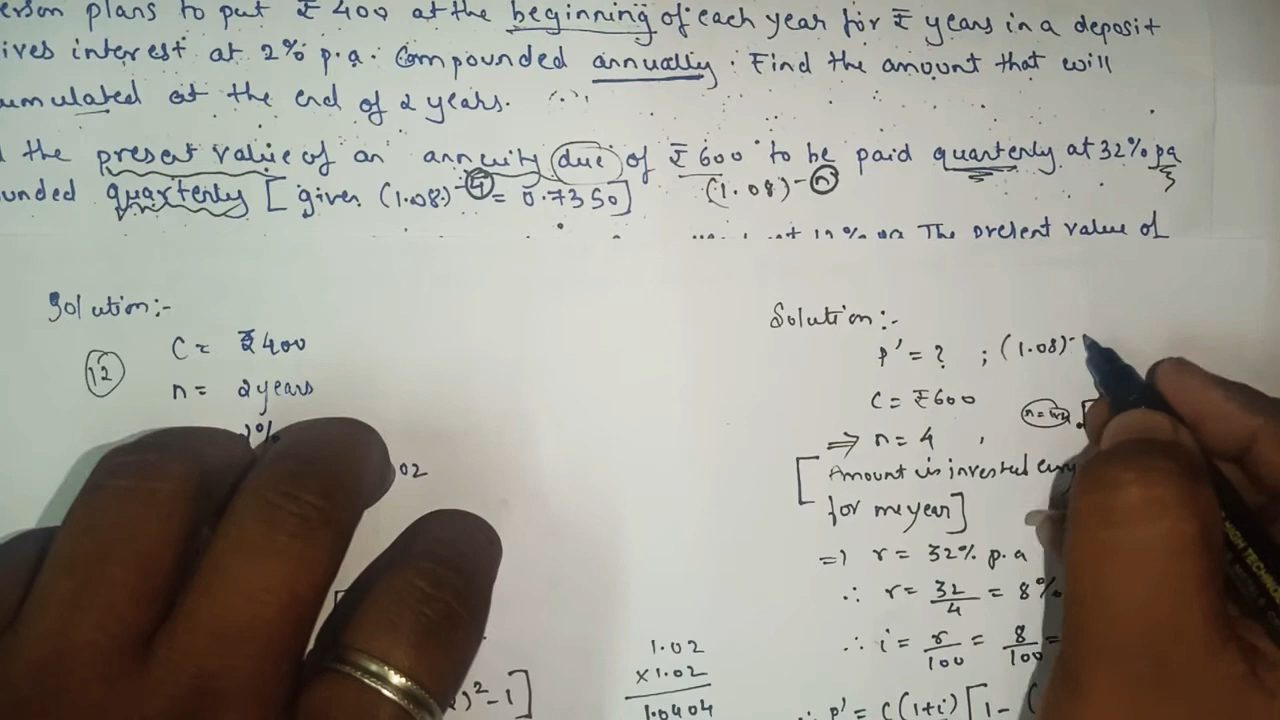 erson plans to put ₹ 400 at the beginning of each year for ₹ years in a deposit
ives interest at 2% p.a. Compounded annually. Find the amount that will
umulated at the end of 2 years. (∵)
the present value of an annuity due of ₹ 600 to be paid quarterly at 32% pa
unded quarterly [given (1.08)⁻⁴ = 0.7350] (1.08)⁻ⁿ
at 12% The present value of
Solution:-
12
C = ₹400
n = 2 years
2%
02
)² - 1]
1.02
×1.02
1.0404
Solution:-
P' = ? ; (1.08)⁻
C = ₹600
⇒ n = 4 ,
[Amount is invested every
for one year]
⇒ r = 32% p.a
∴ r = 32/4 = 8%
∴ i = r/100 = 8/100 =
∴ P' = C(1+i) [1 - (